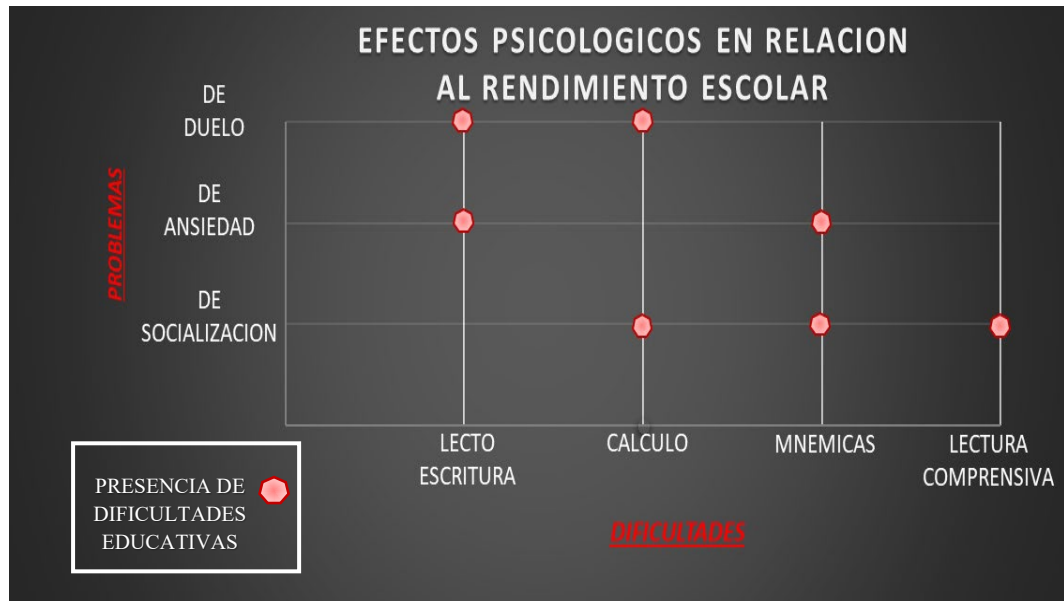 EFECTOS PSICOLOGICOS EN RELACION
AL RENDIMIENTO ESCOLAR
DE
DUELO
DE
ANSIEDAD
DE
SOCIALIZACION
PROBLEMAS
LECTO
ESCRITURA
CALCULO
MNEMICAS
LECTURA
COMPRENSIVA
DIFICULTADES
PRESENCIA DE
DIFICULTADES
EDUCATIVAS